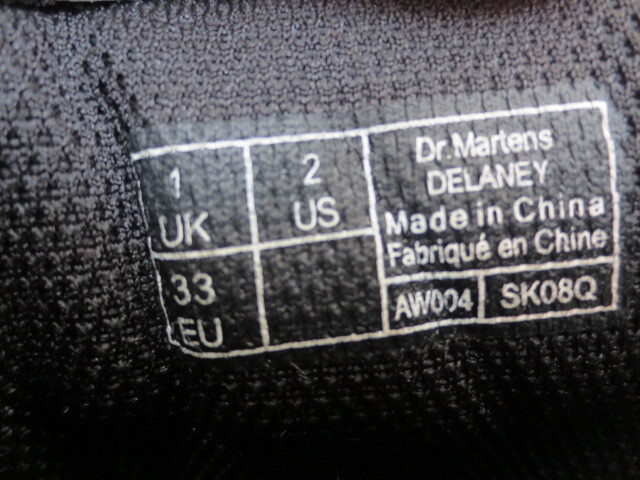 1
UK
2
US
33
EU
Dr.Martens
DELANEY
Made in China
Fabriqué en Chine
AW004
SK08Q